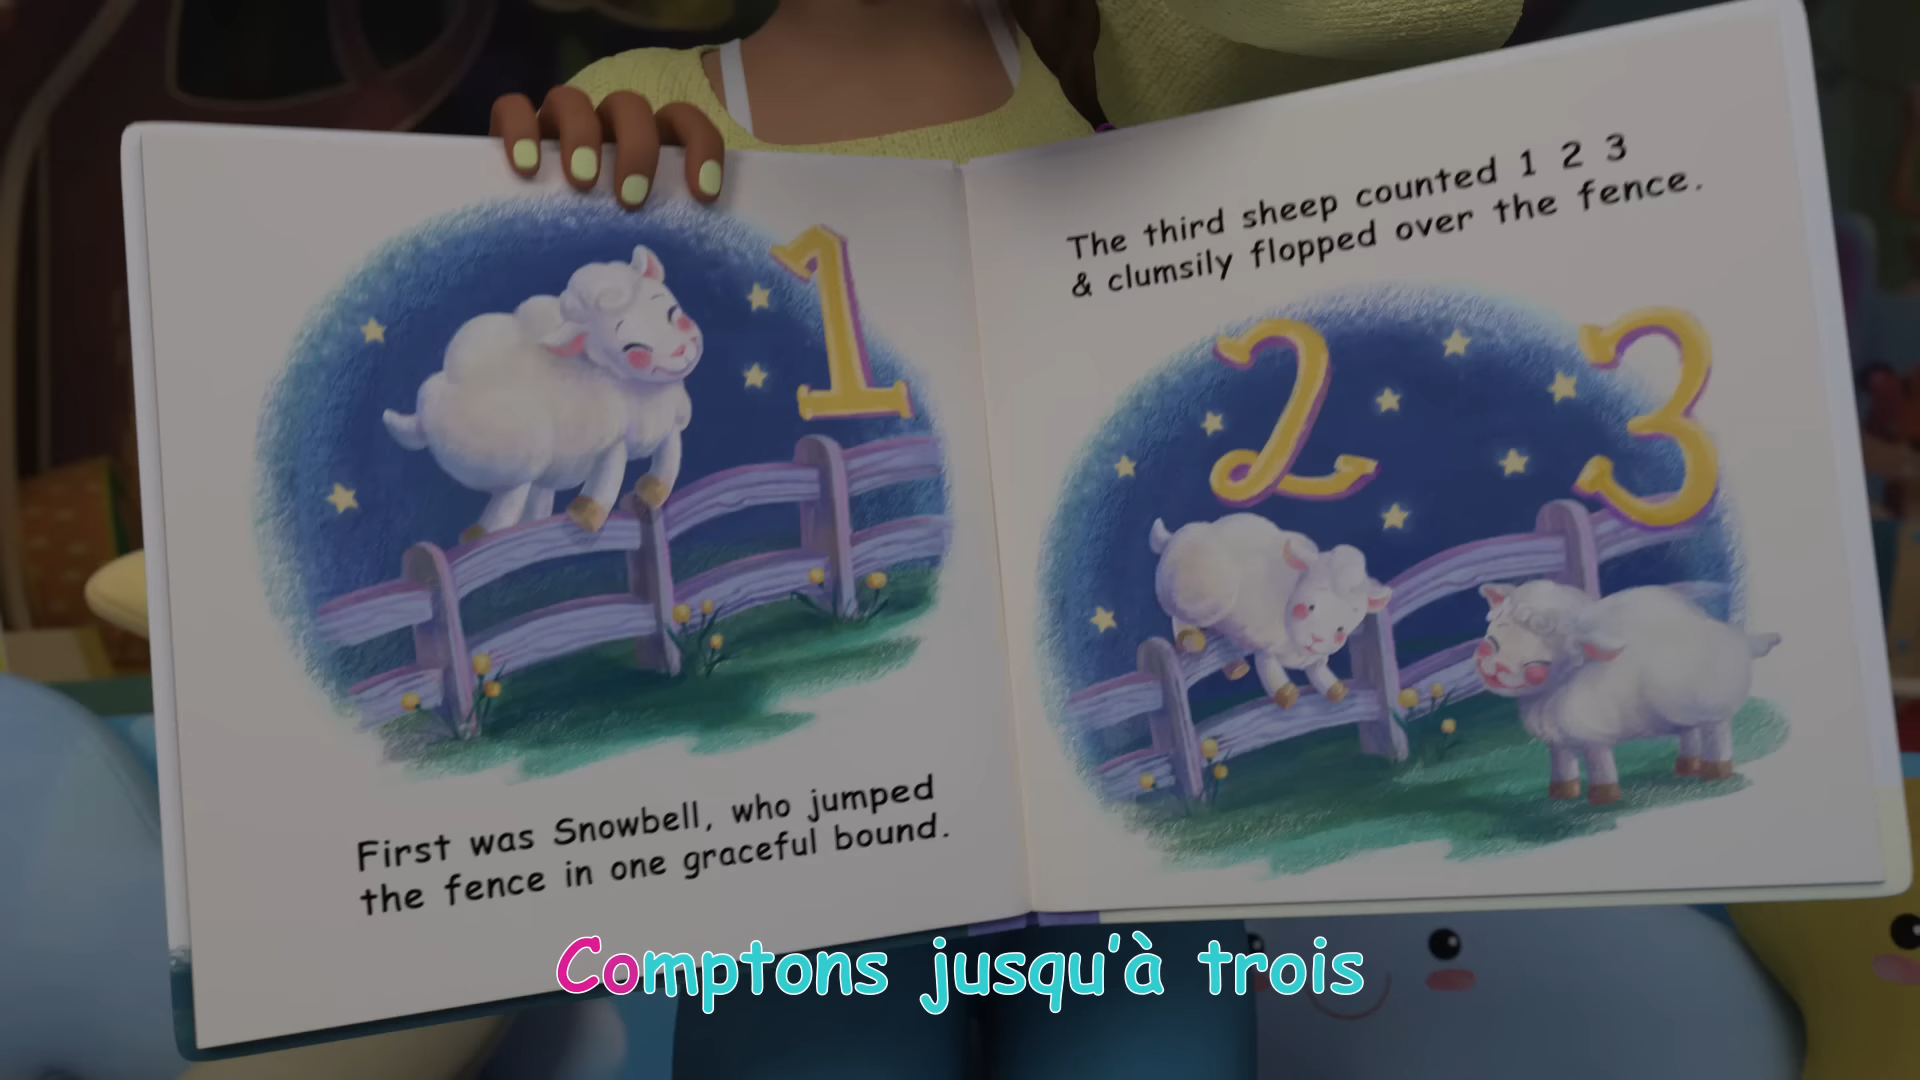 1
First was Snowbell, who jumped
the fence in one graceful bound.
The third sheep counted 1 2 3
& clumsily flopped over the fence.
2 3
Comptons jusqu'à trois